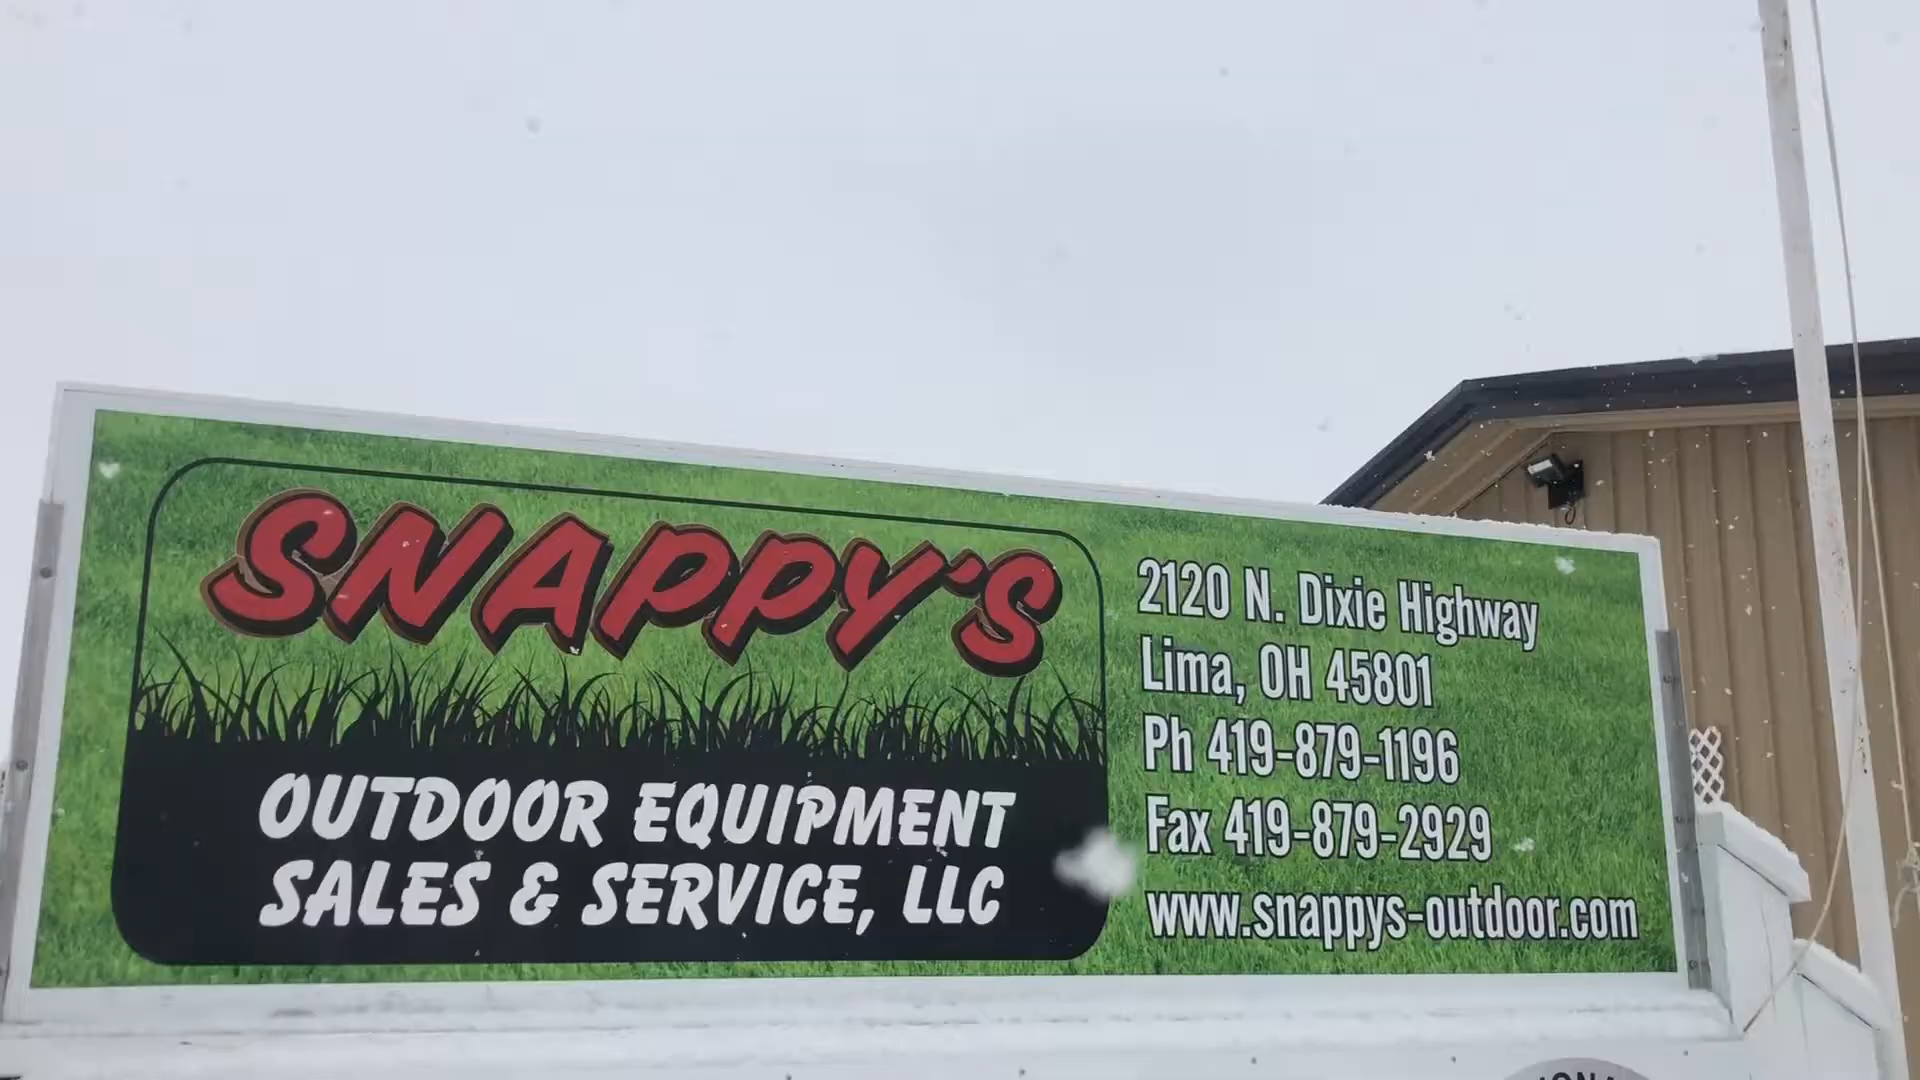 SNAPPY'S
OUTDOOR EQUIPMENT
SALES & SERVICE, LLC
2120 N. Dixie Highway
Lima, OH 45801
Ph 419-879-1196
Fax 419-879-2929
www.snappys-outdoor.com